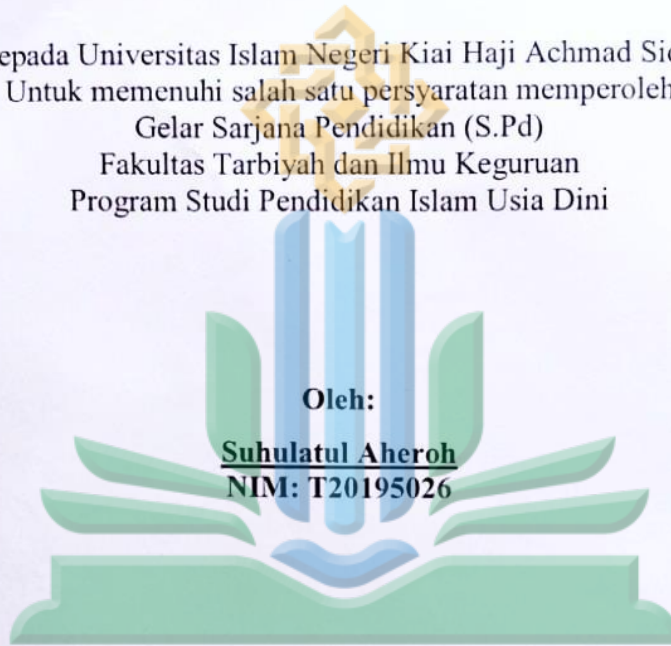 epada Universitas Islam Negeri Kiai Haji Achmad Sid
Untuk memenuhi salah satu persyaratan memperoleh
Gelar Sarjana Pendidikan (S.Pd)
Fakultas Tarbiyah dan Ilmu Keguruan
Program Studi Pendidikan Islam Usia Dini
Oleh:
Suhulatul Aheroh
NIM: T20195026